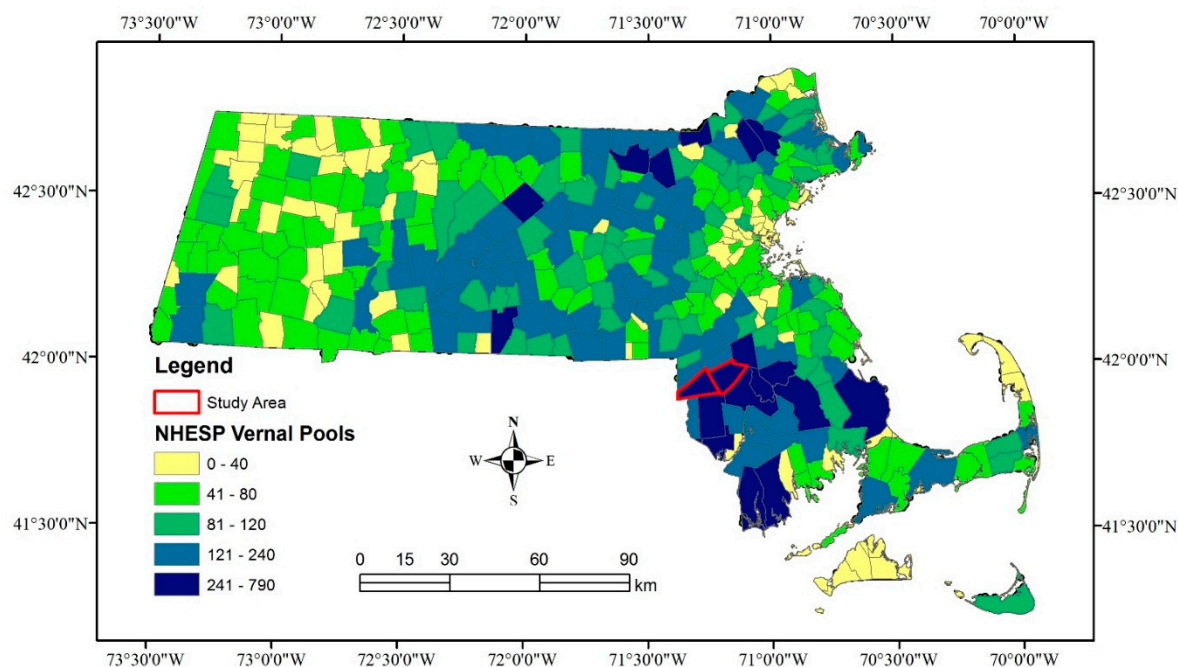 73°30'0"W 73°0'0"W 72°30'0"W 72°0'0"W 71°30'0"W 71°0'0"W 70°30'0"W 70°0'0"W
42°30'0"N 42°30'0"N
42°0'0"N 42°0'0"N
Legend
Study Area
NHESP Vernal Pools
0 - 40
41 - 80
81 - 120
121 - 240
241 - 790
N
W E
S
41°30'0"N 41°30'0"N
0 15 30 60 90
km
73°30'0"W 73°0'0"W 72°30'0"W 72°0'0"W 71°30'0"W 71°0'0"W 70°30'0"W 70°0'0"W